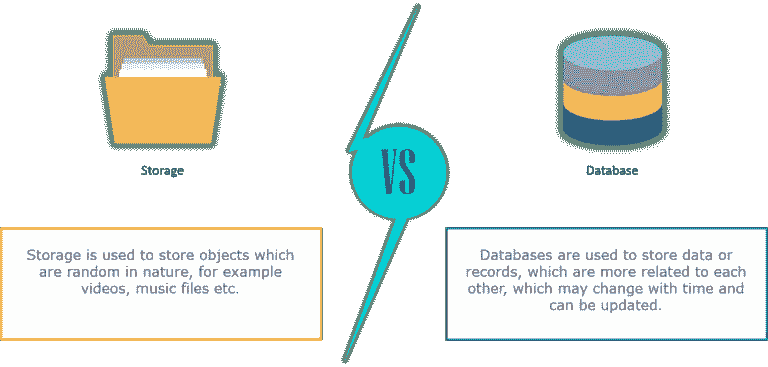 Storage
VS
Database
Storage is used to store objects which
are random in nature, for example
videos, music files etc.
Databases are used to store data or
records, which are more related to each
other, which may change with time and
can be updated.